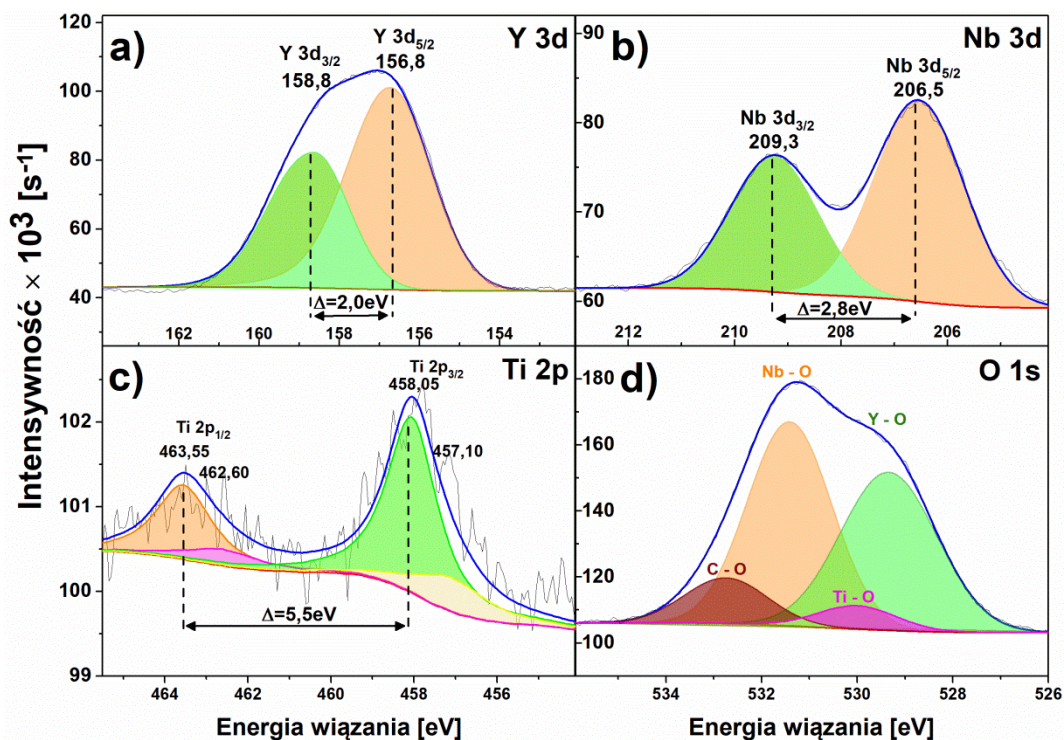 Intensywność × 10³ [s⁻¹]
a)
Y 3d
Y 3d₃/₂
158,8
Y 3d₅/₂
156,8
Δ=2,0eV
120
100
80
60
40
162
160
158
156
154
b)
Nb 3d
Nb 3d₃/₂
209,3
Nb 3d₅/₂
206,5
Δ=2,8eV
90
80
70
60
212
210
208
206
c)
Ti 2p
Ti 2p₁/₂
463,55
462,60
Ti 2p₃/₂
458,05
457,10
Δ=5,5eV
102
101
100
99
464
462
460
458
456
454
Energia wiązania [eV]
d)
O 1s
Nb - O
Y - O
C - O
Ti - O
180
160
140
120
100
534
532
530
528
526
Energia wiązania [eV]